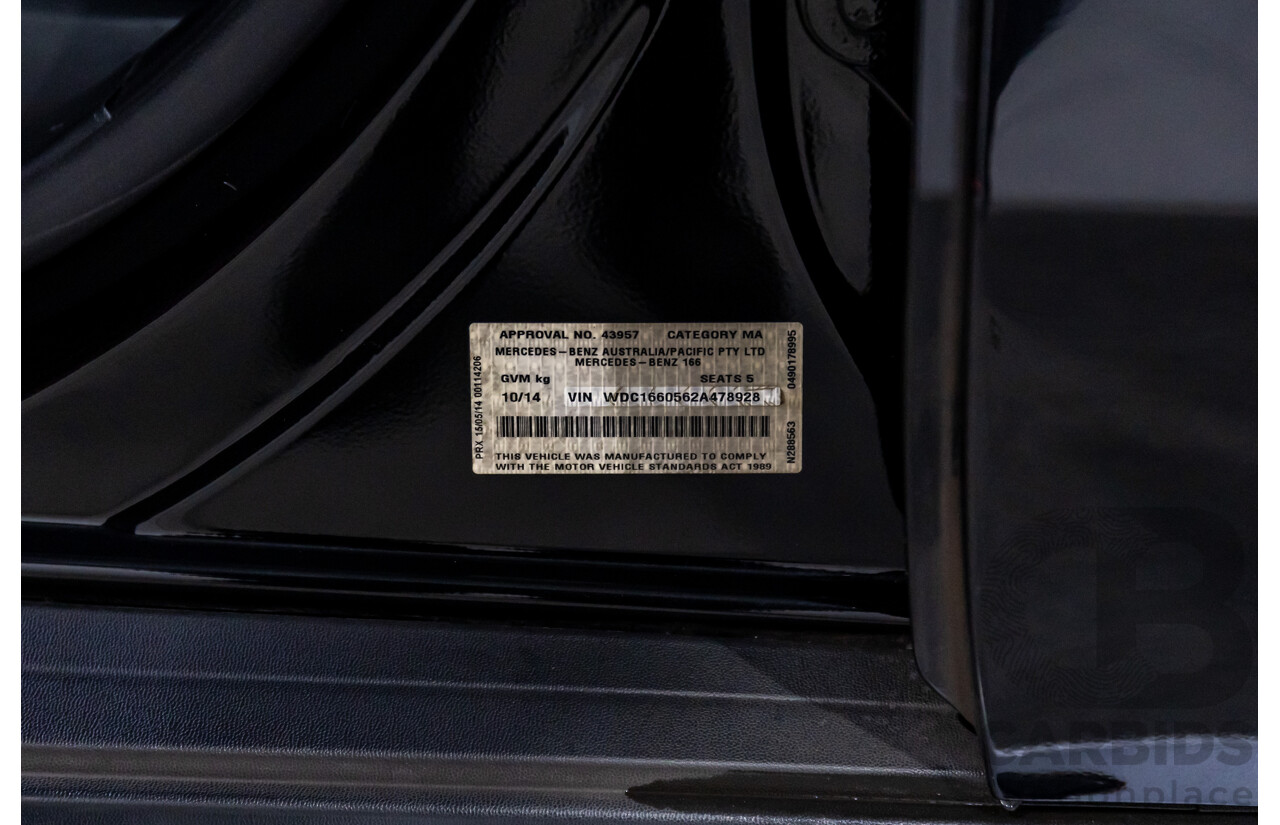 APPROVAL NO. 43957 CATEGORY MA
MERCEDES-BENZ AUSTRALIA/PACIFIC PTY LTD
MERCEDES-BENZ 166
GVM kg SEATS 5
10/14 VIN WDC1660562A478928
THIS VEHICLE WAS MANUFACTURED TO COMPLY
WITH THE MOTOR VEHICLE STANDARDS ACT 1989
PRX 15/05/14 00114206
0490178995
N288563
CB
CARBIDS